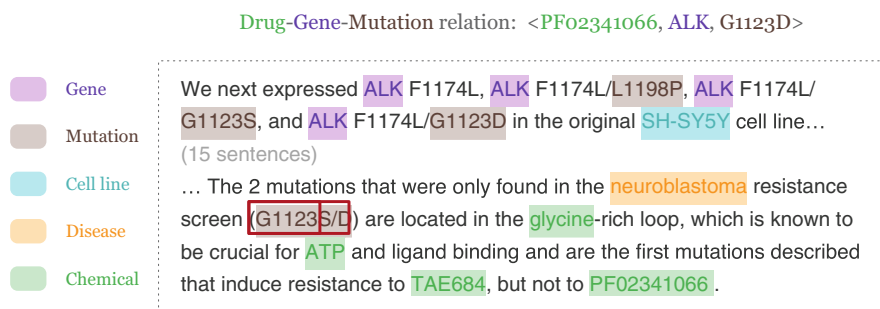 Drug-Gene-Mutation relation: <PF02341066, ALK, G1123D>
Gene
Mutation
Cell line
Disease
Chemical
We next expressed ALK F1174L, ALK F1174L/L1198P, ALK F1174L/
G1123S, and ALK F1174L/G1123D in the original SH-SY5Y cell line…
(15 sentences)
… The 2 mutations that were only found in the neuroblastoma resistance
screen (G1123S/D) are located in the glycine-rich loop, which is known to
be crucial for ATP and ligand binding and are the first mutations described
that induce resistance to TAE684, but not to PF02341066 .